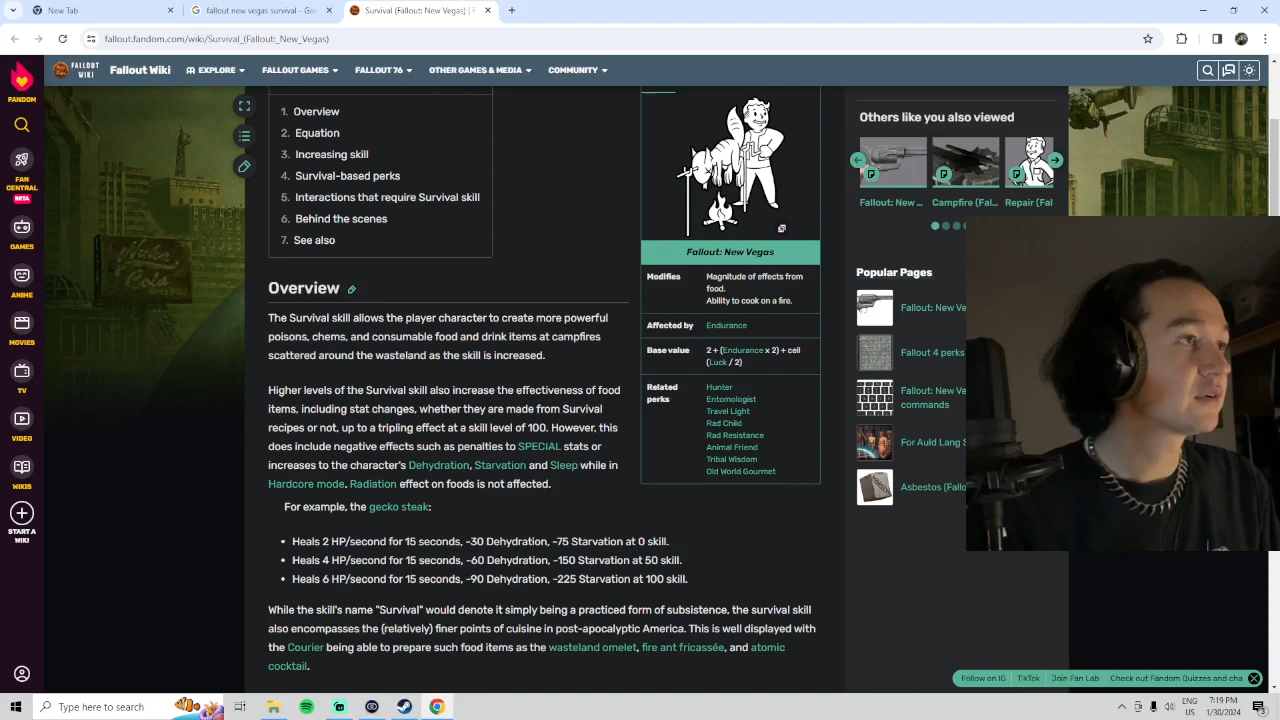 New Tab
fallout new vegas survival - Goo
Survival (Fallout: New Vegas) | F
fallout.fandom.com/wiki/Survival_(Fallout:_New_Vegas)
FALLOUT WIKI
Fallout Wiki
EXPLORE
FALLOUT GAMES
FALLOUT 76
OTHER GAMES & MEDIA
COMMUNITY
FANDOM
FAN
CENTRAL
BETA
GAMES
ANIME
MOVIES
TV
VIDEO
WIKIS
START A
WIKI
1. Overview
2. Equation
3. Increasing skill
4. Survival-based perks
5. Interactions that require Survival skill
6. Behind the scenes
7. See also
Overview
The Survival skill allows the player character to create more powerful
poisons, chems, and consumable food and drink items at campfires
scattered around the wasteland as the skill is increased.
Higher levels of the Survival skill also increase the effectiveness of food
items, including stat changes, whether they are made from Survival
recipes or not, up to a tripling effect at a skill level of 100. However, this
does include negative effects such as penalties to SPECIAL stats or
increases to the character's Dehydration, Starvation and Sleep while in
Hardcore mode. Radiation effect on foods is not affected.
For example, the gecko steak:
• Heals 2 HP/second for 15 seconds, -30 Dehydration, -75 Starvation at 0 skill.
• Heals 4 HP/second for 15 seconds, -60 Dehydration, -150 Starvation at 50 skill.
• Heals 6 HP/second for 15 seconds, -90 Dehydration, -225 Starvation at 100 skill.
While the skill's name "Survival" would denote it simply being a practiced form of subsistence, the survival skill
also encompasses the (relatively) finer points of cuisine in post-apocalyptic America. This is well displayed with
the Courier being able to prepare such food items as the wasteland omelet, fire ant fricassée, and atomic
cocktail.
Fallout: New Vegas
Modifies Magnitude of effects from
food.
Ability to cook on a fire.
Affected by Endurance
Base value 2 + (Endurance x 2) + ceil
(Luck / 2)
Related perks
Hunter
Entomologist
Travel Light
Rad Child
Rad Resistance
Animal Friend
Tribal Wisdom
Old World Gourmet
Others like you also viewed
Fallout: New ...
Campfire (Fal...
Repair (Fal
Popular Pages
Fallout: New Ve
Fallout 4 perks
Fallout: New Ve
commands
For Auld Lang S
Asbestos (Fallo
Follow on IG
TikTok
Join Fan Lab
Check out Fandom Quizzes and cha
Type here to search
ENG
US
7:19 PM
1/30/2024
3